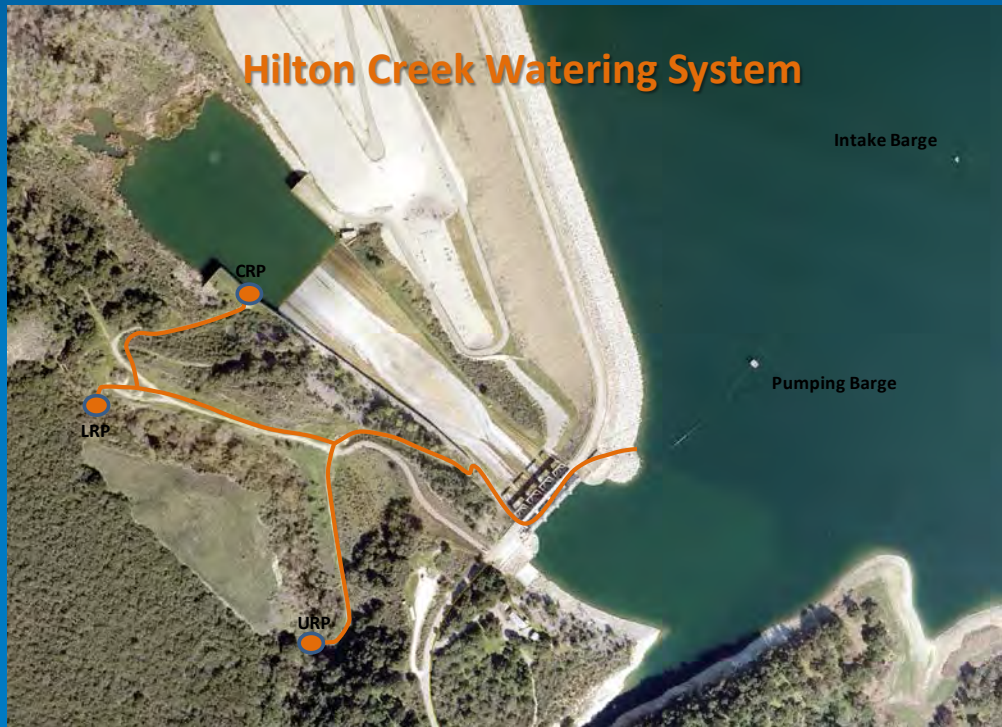 Hilton Creek Watering System
Intake Barge
CRP
Pumping Barge
LRP
URP